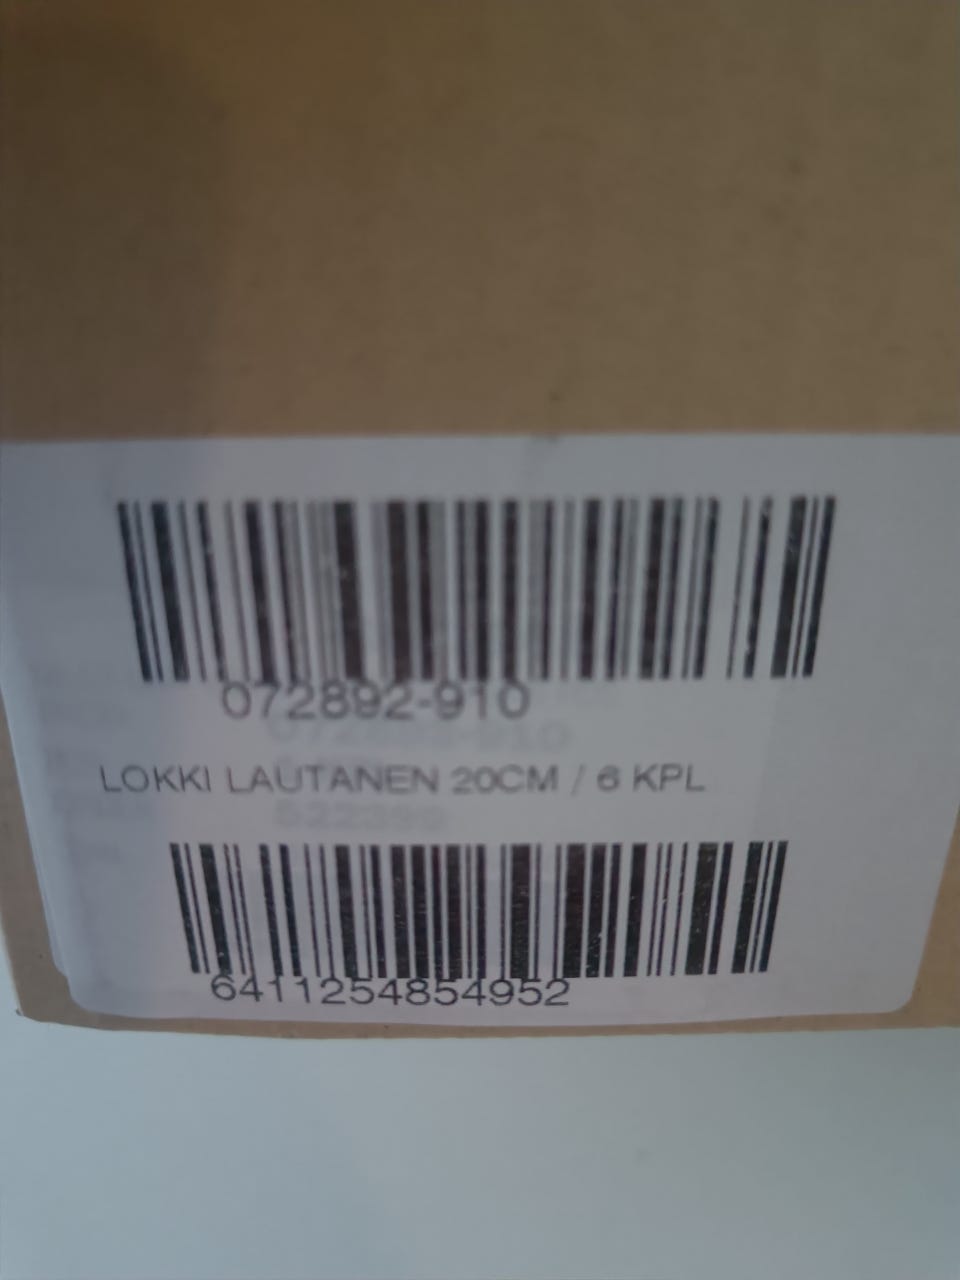 072892-910
LOKKI LAUTANEN 20CM / 6 KPL
6411254854952